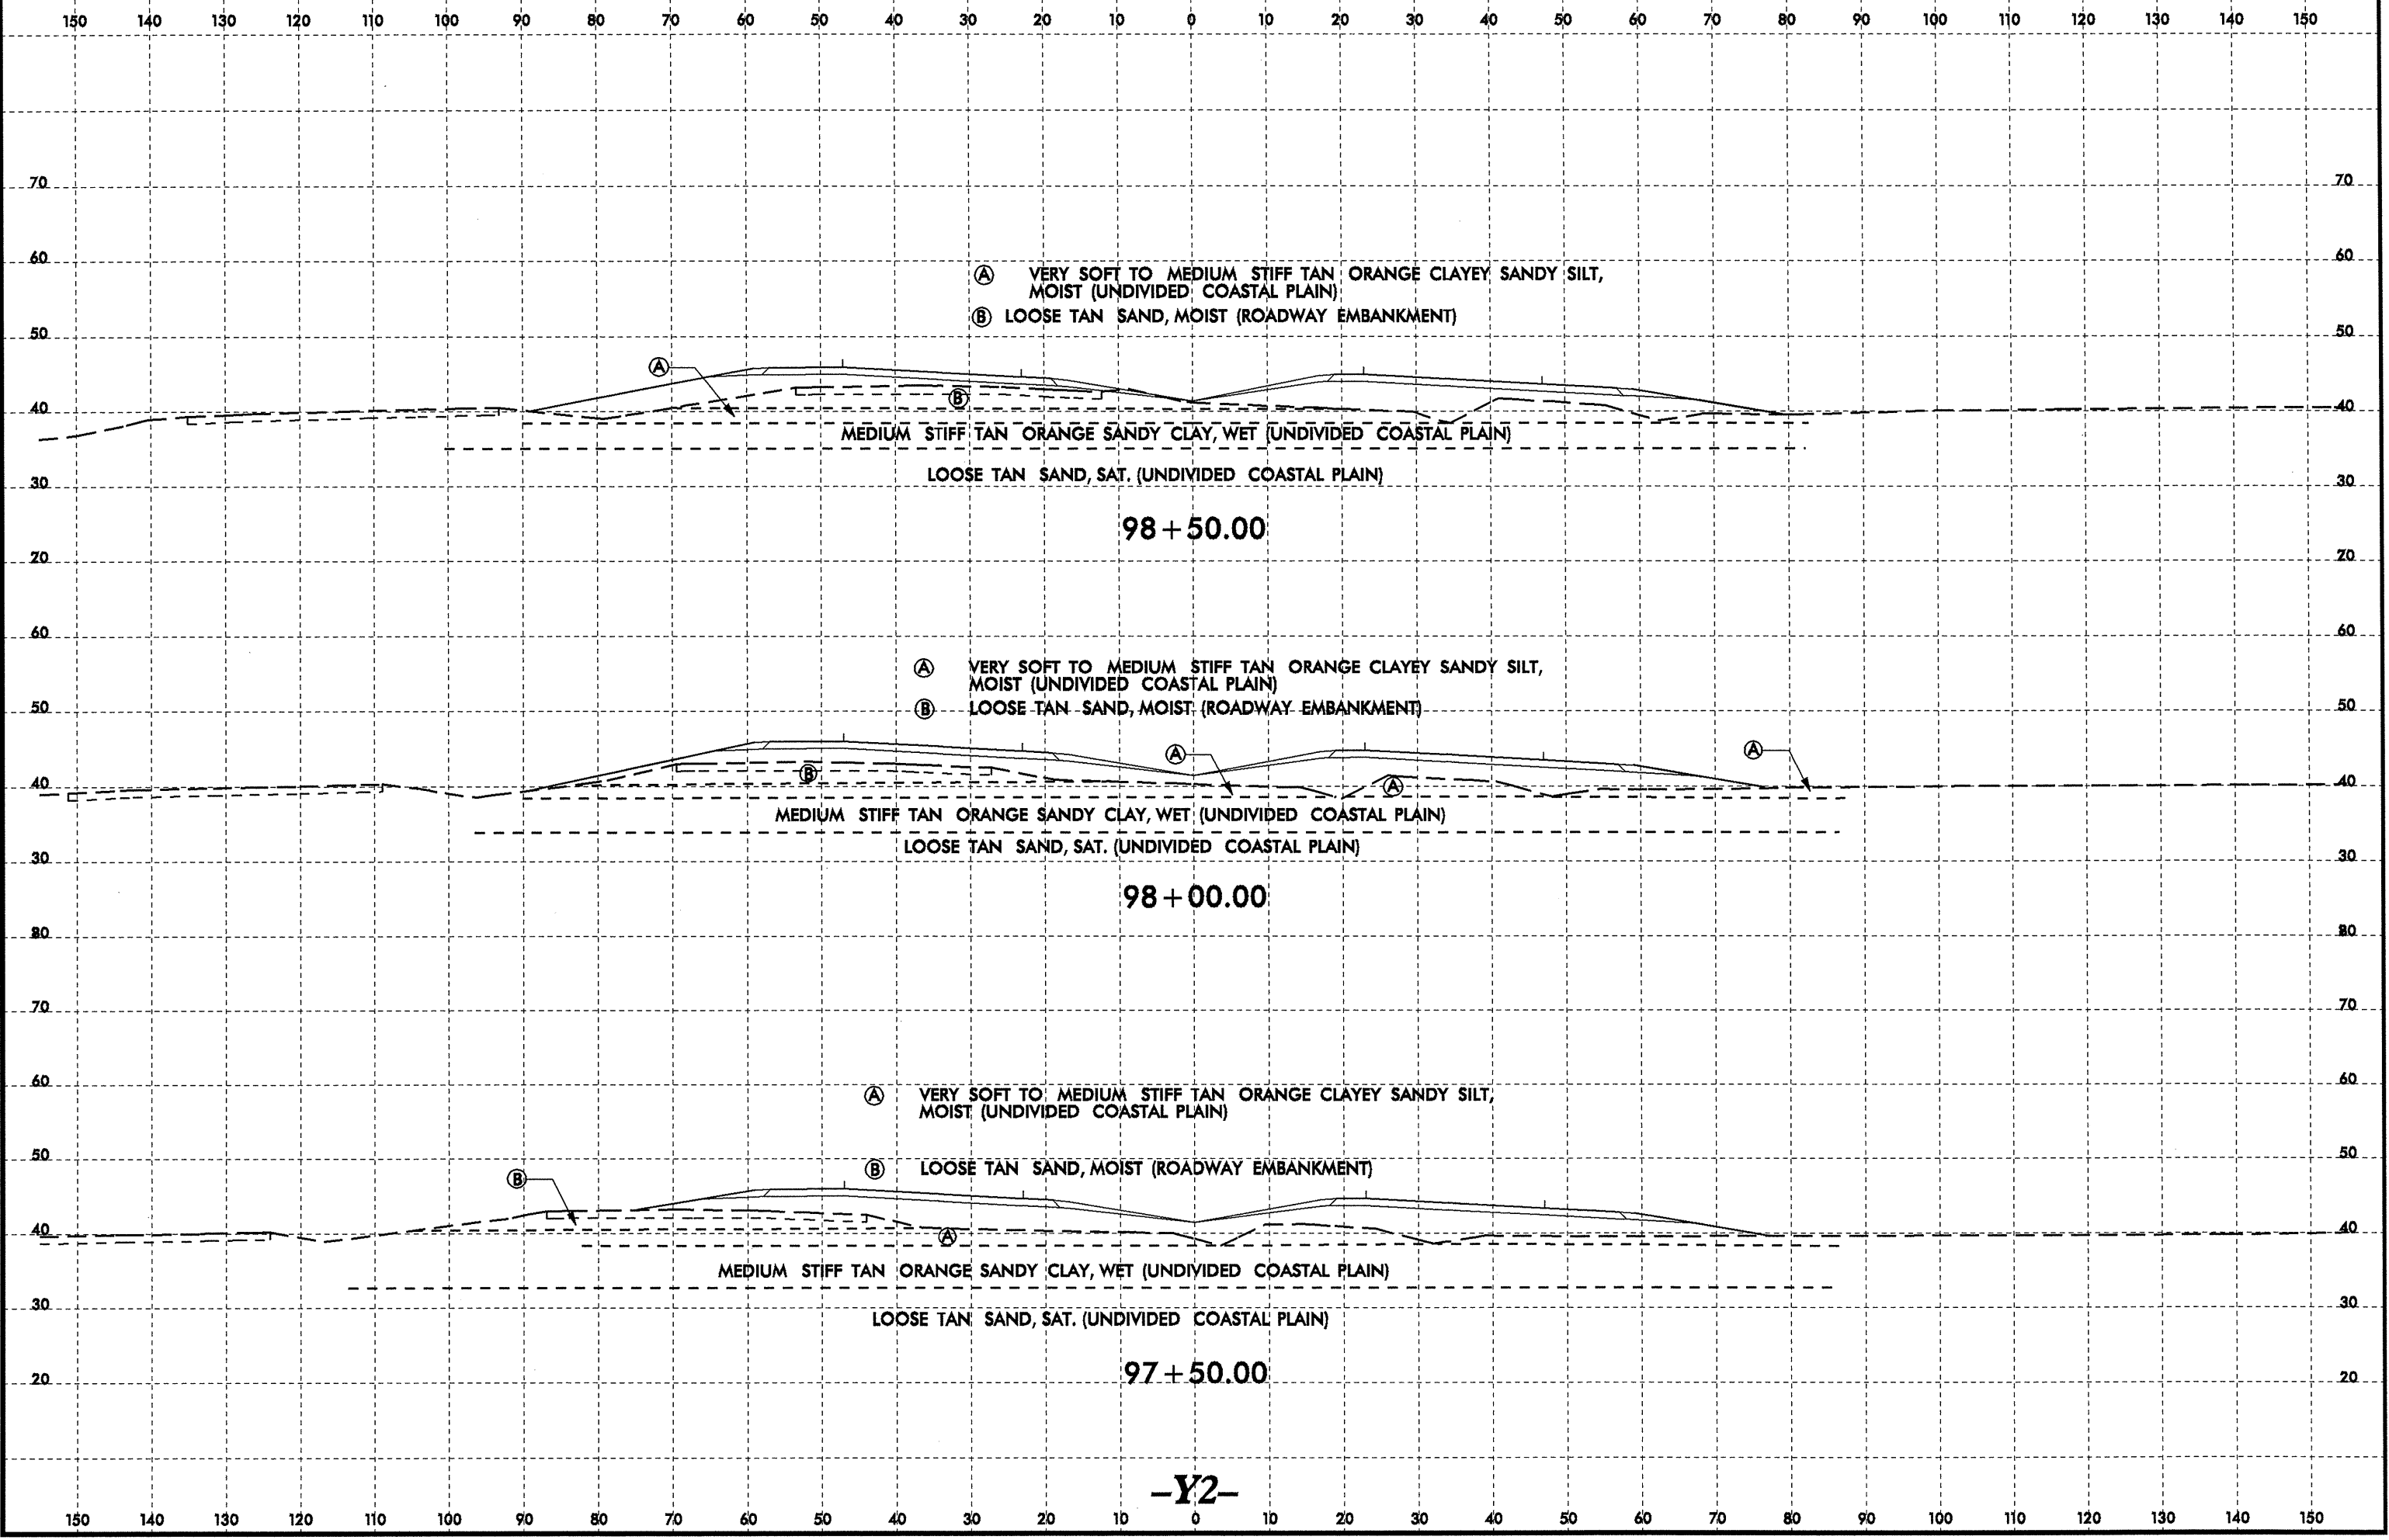 150 140 130 120 110 100 90 80 70 60 50 40 30 20 10 0 10 20 30 40 50 60 70 80 90 100 110 120 130 140 150
70 70
60 60
Ⓐ VERY SOFT TO MEDIUM STIFF TAN ORANGE CLAYEY SANDY SILT,
MOIST (UNDIVIDED COASTAL PLAIN)
Ⓑ LOOSE TAN SAND, MOIST (ROADWAY EMBANKMENT)
50 50
Ⓐ
Ⓑ
40 40
MEDIUM STIFF TAN ORANGE SANDY CLAY, WET (UNDIVIDED COASTAL PLAIN)
LOOSE TAN SAND, SAT. (UNDIVIDED COASTAL PLAIN)
30 30
98+50.00
60 60
Ⓐ VERY SOFT TO MEDIUM STIFF TAN ORANGE CLAYEY SANDY SILT,
MOIST (UNDIVIDED COASTAL PLAIN)
Ⓑ LOOSE TAN SAND, MOIST (ROADWAY EMBANKMENT)
50 50
Ⓐ Ⓐ
Ⓑ Ⓐ
40 40
MEDIUM STIFF TAN ORANGE SANDY CLAY, WET (UNDIVIDED COASTAL PLAIN)
LOOSE TAN SAND, SAT. (UNDIVIDED COASTAL PLAIN)
30 30
98+00.00
70 70
60 60
Ⓐ VERY SOFT TO MEDIUM STIFF TAN ORANGE CLAYEY SANDY SILT,
MOIST (UNDIVIDED COASTAL PLAIN)
50 50
Ⓑ LOOSE TAN SAND, MOIST (ROADWAY EMBANKMENT)
Ⓑ
40 40
Ⓐ
MEDIUM STIFF TAN ORANGE SANDY CLAY, WET (UNDIVIDED COASTAL PLAIN)
30 30
LOOSE TAN SAND, SAT. (UNDIVIDED COASTAL PLAIN)
97+50.00
20 20
-Y2-
150 140 130 120 110 100 90 80 70 60 50 40 30 20 10 0 10 20 30 40 50 60 70 80 90 100 110 120 130 140 150